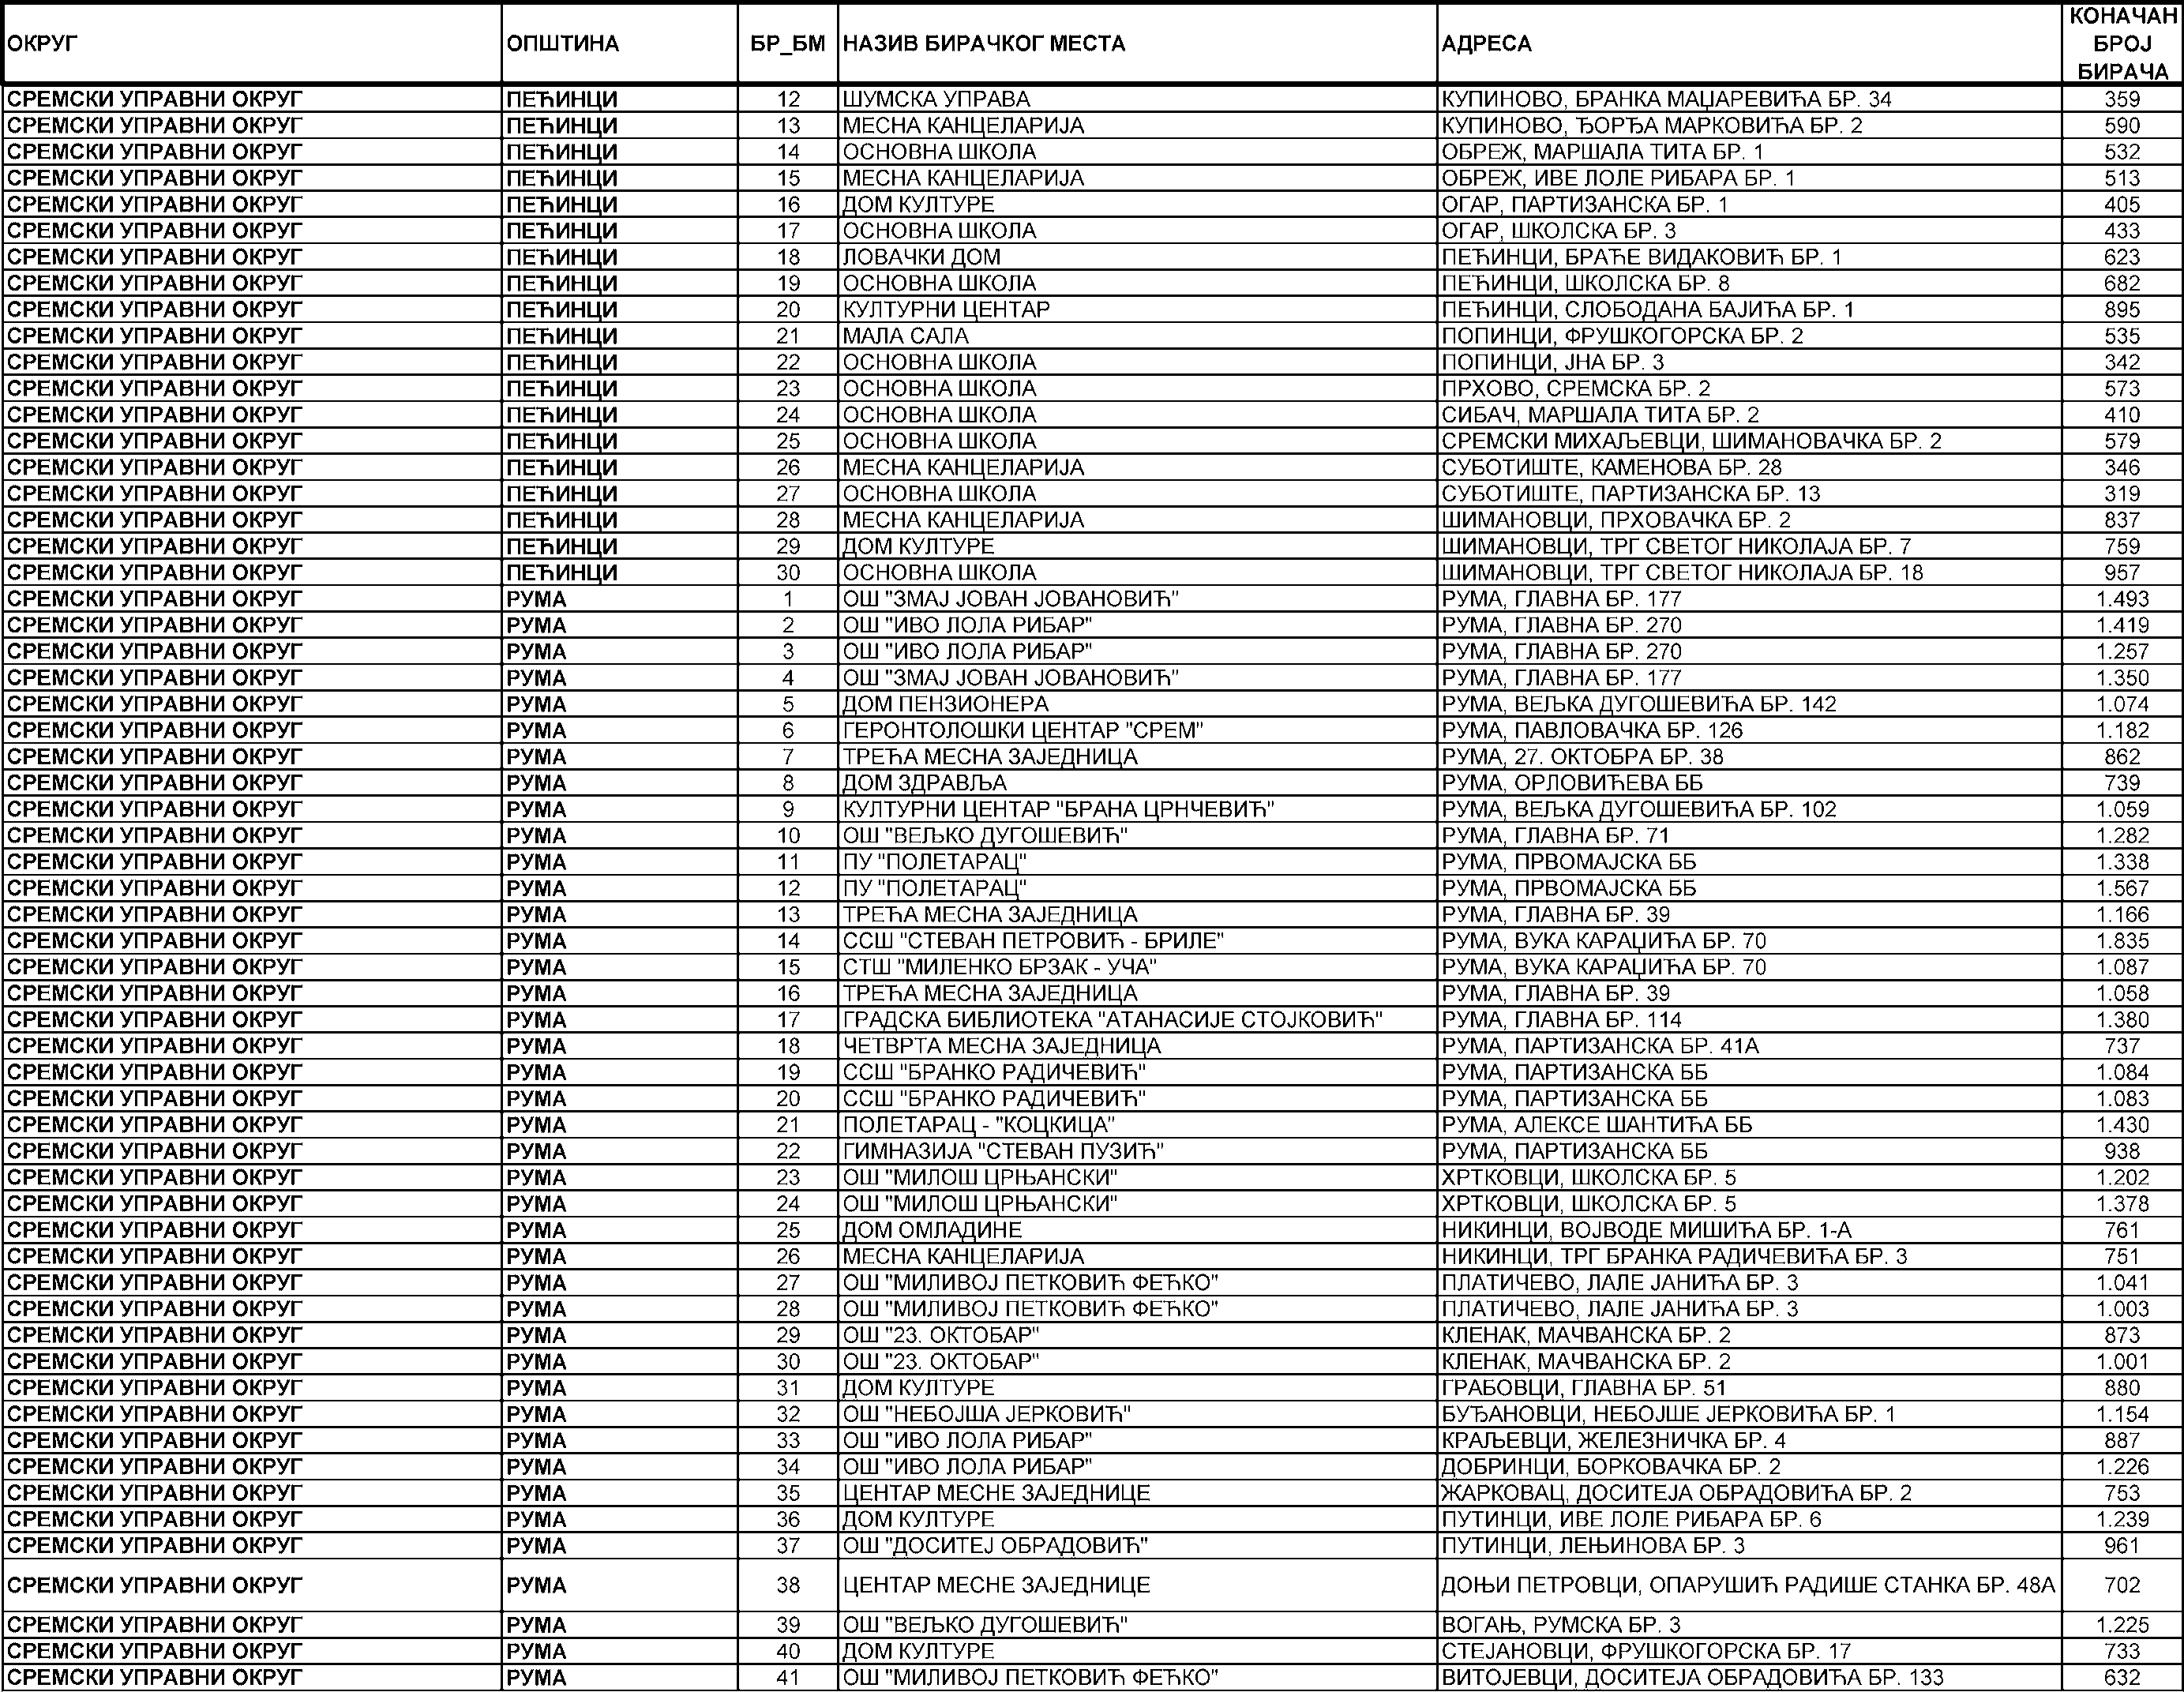 ОКРУГ ОПШТИНА БР_БМ НАЗИВ БИРАЧКОГ МЕСТА АДРЕСА КОНАЧАН БРОЈ БИРАЧА
СРЕМСКИ УПРАВНИ ОКРУГ ПЕЋИНЦИ 12 ШУМСКА УПРАВА КУПИНОВО, БРАНКА МАЏАРЕВИЋА БР. 34 359
СРЕМСКИ УПРАВНИ ОКРУГ ПЕЋИНЦИ 13 МЕСНА КАНЦЕЛАРИЈА КУПИНОВО, ЂОРЂА МАРКОВИЋА БР. 2 590
СРЕМСКИ УПРАВНИ ОКРУГ ПЕЋИНЦИ 14 ОСНОВНА ШКОЛА ОБРЕЖ, МАРШАЛА ТИТА БР. 1 532
СРЕМСКИ УПРАВНИ ОКРУГ ПЕЋИНЦИ 15 МЕСНА КАНЦЕЛАРИЈА ОБРЕЖ, ИВЕ ЛОЛЕ РИБАРА БР. 1 513
СРЕМСКИ УПРАВНИ ОКРУГ ПЕЋИНЦИ 16 ДОМ КУЛТУРЕ ОГАР, ПАРТИЗАНСКА БР. 1 405
СРЕМСКИ УПРАВНИ ОКРУГ ПЕЋИНЦИ 17 ОСНОВНА ШКОЛА ОГАР, ШКОЛСКА БР. 3 433
СРЕМСКИ УПРАВНИ ОКРУГ ПЕЋИНЦИ 18 ЛОВАЧКИ ДОМ ПЕЋИНЦИ, БРАЋЕ ВИДАКОВИЋ БР. 1 623
СРЕМСКИ УПРАВНИ ОКРУГ ПЕЋИНЦИ 19 ОСНОВНА ШКОЛА ПЕЋИНЦИ, ШКОЛСКА БР. 8 682
СРЕМСКИ УПРАВНИ ОКРУГ ПЕЋИНЦИ 20 КУЛТУРНИ ЦЕНТАР ПЕЋИНЦИ, СЛОБОДАНА БАЈИЋА БР. 1 895
СРЕМСКИ УПРАВНИ ОКРУГ ПЕЋИНЦИ 21 МАЛА САЛА ПОПИНЦИ, ФРУШКОГОРСКА БР. 2 535
СРЕМСКИ УПРАВНИ ОКРУГ ПЕЋИНЦИ 22 ОСНОВНА ШКОЛА ПОПИНЦИ, ЈНА БР. 3 342
СРЕМСКИ УПРАВНИ ОКРУГ ПЕЋИНЦИ 23 ОСНОВНА ШКОЛА ПРХОВО, СРЕМСКА БР. 2 573
СРЕМСКИ УПРАВНИ ОКРУГ ПЕЋИНЦИ 24 ОСНОВНА ШКОЛА СИБАЧ, МАРШАЛА ТИТА БР. 2 410
СРЕМСКИ УПРАВНИ ОКРУГ ПЕЋИНЦИ 25 ОСНОВНА ШКОЛА СРЕМСКИ МИХАЉЕВЦИ, ШИМАНОВАЧКА БР. 2 579
СРЕМСКИ УПРАВНИ ОКРУГ ПЕЋИНЦИ 26 МЕСНА КАНЦЕЛАРИЈА СУБОТИШТЕ, КАМЕНОВА БР. 28 346
СРЕМСКИ УПРАВНИ ОКРУГ ПЕЋИНЦИ 27 ОСНОВНА ШКОЛА СУБОТИШТЕ, ПАРТИЗАНСКА БР. 13 319
СРЕМСКИ УПРАВНИ ОКРУГ ПЕЋИНЦИ 28 МЕСНА КАНЦЕЛАРИЈА ШИМАНОВЦИ, ПРХОВАЧКА БР. 2 837
СРЕМСКИ УПРАВНИ ОКРУГ ПЕЋИНЦИ 29 ДОМ КУЛТУРЕ ШИМАНОВЦИ, ТРГ СВЕТОГ НИКОЛАЈА БР. 7 759
СРЕМСКИ УПРАВНИ ОКРУГ ПЕЋИНЦИ 30 ОСНОВНА ШКОЛА ШИМАНОВЦИ, ТРГ СВЕТОГ НИКОЛАЈА БР. 18 957
СРЕМСКИ УПРАВНИ ОКРУГ РУМА 1 ОШ "ЗМАЈ ЈОВАН ЈОВАНОВИЋ" РУМА, ГЛАВНА БР. 177 1.493
СРЕМСКИ УПРАВНИ ОКРУГ РУМА 2 ОШ "ИВО ЛОЛА РИБАР" РУМА, ГЛАВНА БР. 270 1.419
СРЕМСКИ УПРАВНИ ОКРУГ РУМА 3 ОШ "ИВО ЛОЛА РИБАР" РУМА, ГЛАВНА БР. 270 1.257
СРЕМСКИ УПРАВНИ ОКРУГ РУМА 4 ОШ "ЗМАЈ ЈОВАН ЈОВАНОВИЋ" РУМА, ГЛАВНА БР. 177 1.350
СРЕМСКИ УПРАВНИ ОКРУГ РУМА 5 ДОМ ПЕНЗИОНЕРА РУМА, ВЕЉКА ДУГОШЕВИЋА БР. 142 1.074
СРЕМСКИ УПРАВНИ ОКРУГ РУМА 6 ГЕРОНТОЛОШКИ ЦЕНТАР "СРЕМ" РУМА, ПАВЛОВАЧКА БР. 126 1.182
СРЕМСКИ УПРАВНИ ОКРУГ РУМА 7 ТРЕЋА МЕСНА ЗАЈЕДНИЦА РУМА, 27. ОКТОБРА БР. 38 862
СРЕМСКИ УПРАВНИ ОКРУГ РУМА 8 ДОМ ЗДРАВЉА РУМА, ОРЛОВИЋЕВА ББ 739
СРЕМСКИ УПРАВНИ ОКРУГ РУМА 9 КУЛТУРНИ ЦЕНТАР "БРАНА ЦРНЧЕВИЋ" РУМА, ВЕЉКА ДУГОШЕВИЋА БР. 102 1.059
СРЕМСКИ УПРАВНИ ОКРУГ РУМА 10 ОШ "ВЕЉКО ДУГОШЕВИЋ" РУМА, ГЛАВНА БР. 71 1.282
СРЕМСКИ УПРАВНИ ОКРУГ РУМА 11 ПУ "ПОЛЕТАРАЦ" РУМА, ПРВОМАЈСКА ББ 1.338
СРЕМСКИ УПРАВНИ ОКРУГ РУМА 12 ПУ "ПОЛЕТАРАЦ" РУМА, ПРВОМАЈСКА ББ 1.567
СРЕМСКИ УПРАВНИ ОКРУГ РУМА 13 ТРЕЋА МЕСНА ЗАЈЕДНИЦА РУМА, ГЛАВНА БР. 39 1.166
СРЕМСКИ УПРАВНИ ОКРУГ РУМА 14 ССШ "СТЕВАН ПЕТРОВИЋ - БРИЛЕ" РУМА, ВУКА КАРАЏИЋА БР. 70 1.835
СРЕМСКИ УПРАВНИ ОКРУГ РУМА 15 СТШ "МИЛЕНКО БРЗАК - УЧА" РУМА, ВУКА КАРАЏИЋА БР. 70 1.087
СРЕМСКИ УПРАВНИ ОКРУГ РУМА 16 ТРЕЋА МЕСНА ЗАЈЕДНИЦА РУМА, ГЛАВНА БР. 39 1.058
СРЕМСКИ УПРАВНИ ОКРУГ РУМА 17 ГРАДСКА БИБЛИОТЕКА "АТАНАСИЈЕ СТОЈКОВИЋ" РУМА, ГЛАВНА БР. 114 1.380
СРЕМСКИ УПРАВНИ ОКРУГ РУМА 18 ЧЕТВРТА МЕСНА ЗАЈЕДНИЦА РУМА, ПАРТИЗАНСКА БР. 41А 737
СРЕМСКИ УПРАВНИ ОКРУГ РУМА 19 ССШ "БРАНКО РАДИЧЕВИЋ" РУМА, ПАРТИЗАНСКА ББ 1.084
СРЕМСКИ УПРАВНИ ОКРУГ РУМА 20 ССШ "БРАНКО РАДИЧЕВИЋ" РУМА, ПАРТИЗАНСКА ББ 1.083
СРЕМСКИ УПРАВНИ ОКРУГ РУМА 21 ПОЛЕТАРАЦ - "КОЦКИЦА" РУМА, АЛЕКСЕ ШАНТИЋА ББ 1.430
СРЕМСКИ УПРАВНИ ОКРУГ РУМА 22 ГИМНАЗИЈА "СТЕВАН ПУЗИЋ" РУМА, ПАРТИЗАНСКА ББ 938
СРЕМСКИ УПРАВНИ ОКРУГ РУМА 23 ОШ "МИЛОШ ЦРЊАНСКИ" ХРТКОВЦИ, ШКОЛСКА БР. 5 1.202
СРЕМСКИ УПРАВНИ ОКРУГ РУМА 24 ОШ "МИЛОШ ЦРЊАНСКИ" ХРТКОВЦИ, ШКОЛСКА БР. 5 1.378
СРЕМСКИ УПРАВНИ ОКРУГ РУМА 25 ДОМ ОМЛАДИНЕ НИКИНЦИ, ВОЈВОДЕ МИШИЋА БР. 1-А 761
СРЕМСКИ УПРАВНИ ОКРУГ РУМА 26 МЕСНА КАНЦЕЛАРИЈА НИКИНЦИ, ТРГ БРАНКА РАДИЧЕВИЋА БР. 3 751
СРЕМСКИ УПРАВНИ ОКРУГ РУМА 27 ОШ "МИЛИВОЈ ПЕТКОВИЋ ФЕЋКО" ПЛАТИЧЕВО, ЛАЛЕ ЈАНИЋА БР. 3 1.041
СРЕМСКИ УПРАВНИ ОКРУГ РУМА 28 ОШ "МИЛИВОЈ ПЕТКОВИЋ ФЕЋКО" ПЛАТИЧЕВО, ЛАЛЕ ЈАНИЋА БР. 3 1.003
СРЕМСКИ УПРАВНИ ОКРУГ РУМА 29 ОШ "23. ОКТОБАР" КЛЕНАК, МАЧВАНСКА БР. 2 873
СРЕМСКИ УПРАВНИ ОКРУГ РУМА 30 ОШ "23. ОКТОБАР" КЛЕНАК, МАЧВАНСКА БР. 2 1.001
СРЕМСКИ УПРАВНИ ОКРУГ РУМА 31 ДОМ КУЛТУРЕ ГРАБОВЦИ, ГЛАВНА БР. 51 880
СРЕМСКИ УПРАВНИ ОКРУГ РУМА 32 ОШ "НЕБОЈША ЈЕРКОВИЋ" БУЂАНОВЦИ, НЕБОЈШЕ ЈЕРКОВИЋА БР. 1 1.154
СРЕМСКИ УПРАВНИ ОКРУГ РУМА 33 ОШ "ИВО ЛОЛА РИБАР" КРАЉЕВЦИ, ЖЕЛЕЗНИЧКА БР. 4 887
СРЕМСКИ УПРАВНИ ОКРУГ РУМА 34 ОШ "ИВО ЛОЛА РИБАР" ДОБРИНЦИ, БОРКОВАЧКА БР. 2 1.226
СРЕМСКИ УПРАВНИ ОКРУГ РУМА 35 ЦЕНТАР МЕСНЕ ЗАЈЕДНИЦЕ ЖАРКОВАЦ, ДОСИТЕЈА ОБРАДОВИЋА БР. 2 753
СРЕМСКИ УПРАВНИ ОКРУГ РУМА 36 ДОМ КУЛТУРЕ ПУТИНЦИ, ИВЕ ЛОЛЕ РИБАРА БР. 6 1.239
СРЕМСКИ УПРАВНИ ОКРУГ РУМА 37 ОШ "ДОСИТЕЈ ОБРАДОВИЋ" ПУТИНЦИ, ЛЕЊИНОВА БР. 3 961
СРЕМСКИ УПРАВНИ ОКРУГ РУМА 38 ЦЕНТАР МЕСНЕ ЗАЈЕДНИЦЕ ДОЊИ ПЕТРОВЦИ, ОПАРУШИЋ РАДИШЕ СТАНКА БР. 48А 702
СРЕМСКИ УПРАВНИ ОКРУГ РУМА 39 ОШ "ВЕЉКО ДУГОШЕВИЋ" ВОГАЊ, РУМСКА БР. 3 1.225
СРЕМСКИ УПРАВНИ ОКРУГ РУМА 40 ДОМ КУЛТУРЕ СТЕЈАНОВЦИ, ФРУШКОГОРСКА БР. 17 733
СРЕМСКИ УПРАВНИ ОКРУГ РУМА 41 ОШ "МИЛИВОЈ ПЕТКОВИЋ ФЕЋКО" ВИТОЈЕВЦИ, ДОСИТЕЈА ОБРАДОВИЋА БР. 133 632